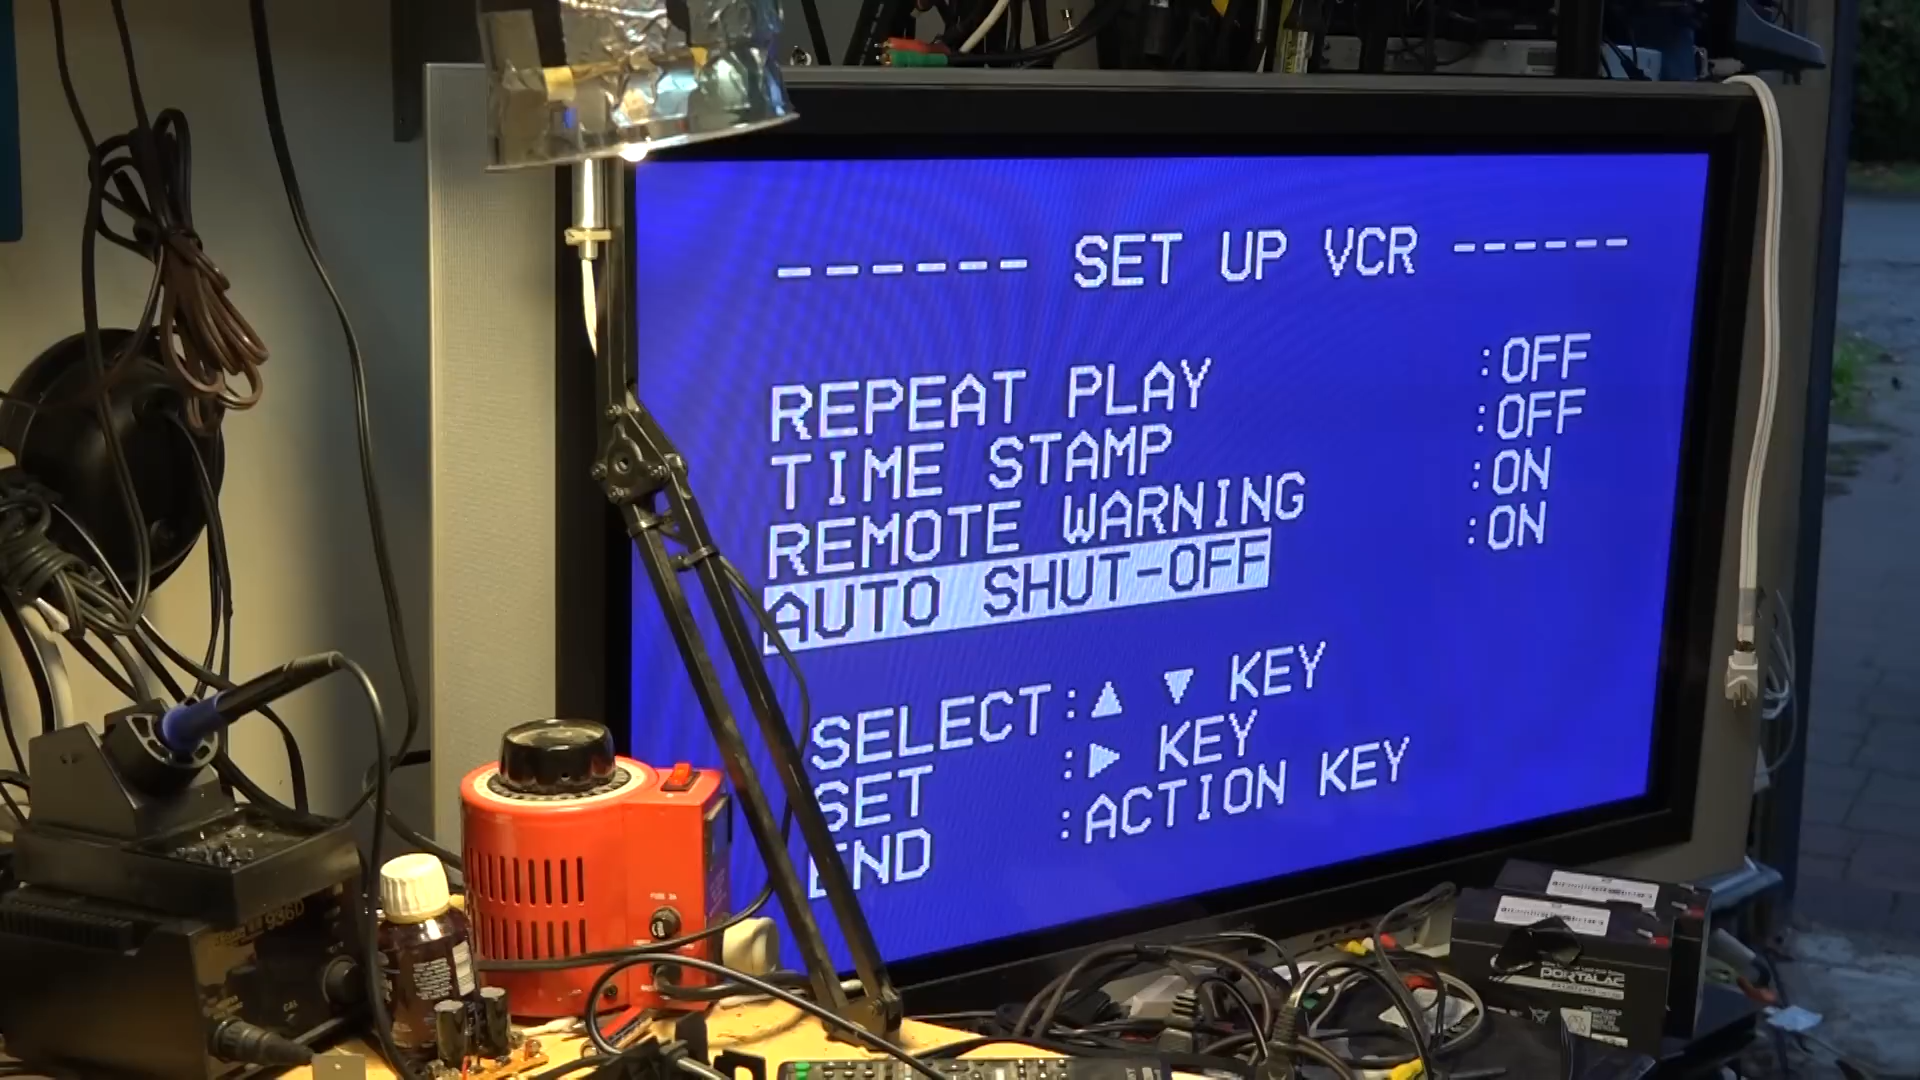 ------ SET UP VCR ------
REPEAT PLAY :OFF
TIME STAMP :OFF
REMOTE WARNING :ON
AUTO SHUT-OFF :ON
SELECT:▲ ▼ KEY
SET :▶ KEY
END :ACTION KEY
936D
PORTALAC